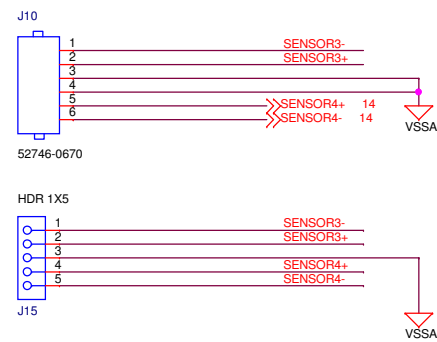 J10
1 SENSOR3-
2 SENSOR3+
3
4
5 SENSOR4+ 14
6 SENSOR4- 14
VSSA
52746-0670
HDR 1X5
1 SENSOR3-
2 SENSOR3+
3
4 SENSOR4+
5 SENSOR4-
J15
VSSA